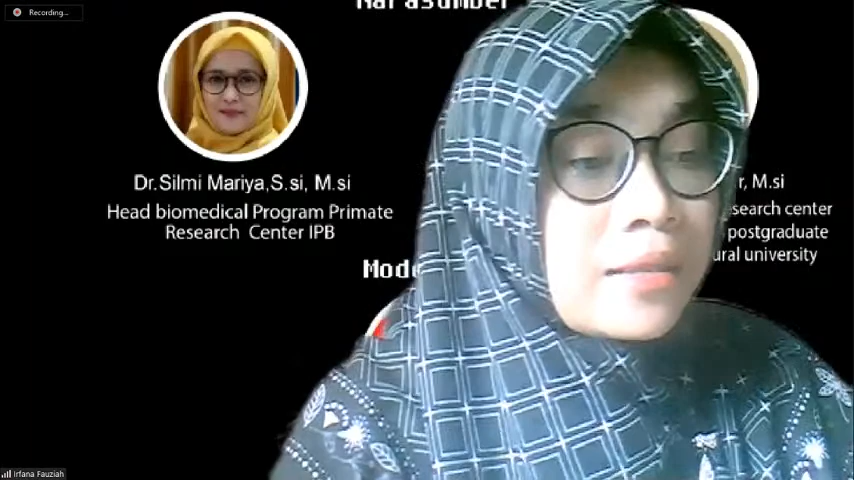 Recording...
Narasumber
Dr.Silmi Mariya,S.si, M.si
Head biomedical Program Primate
Research Center IPB
r, M.si
search center
postgraduate
ural university
Mode
Irfana Fauziah